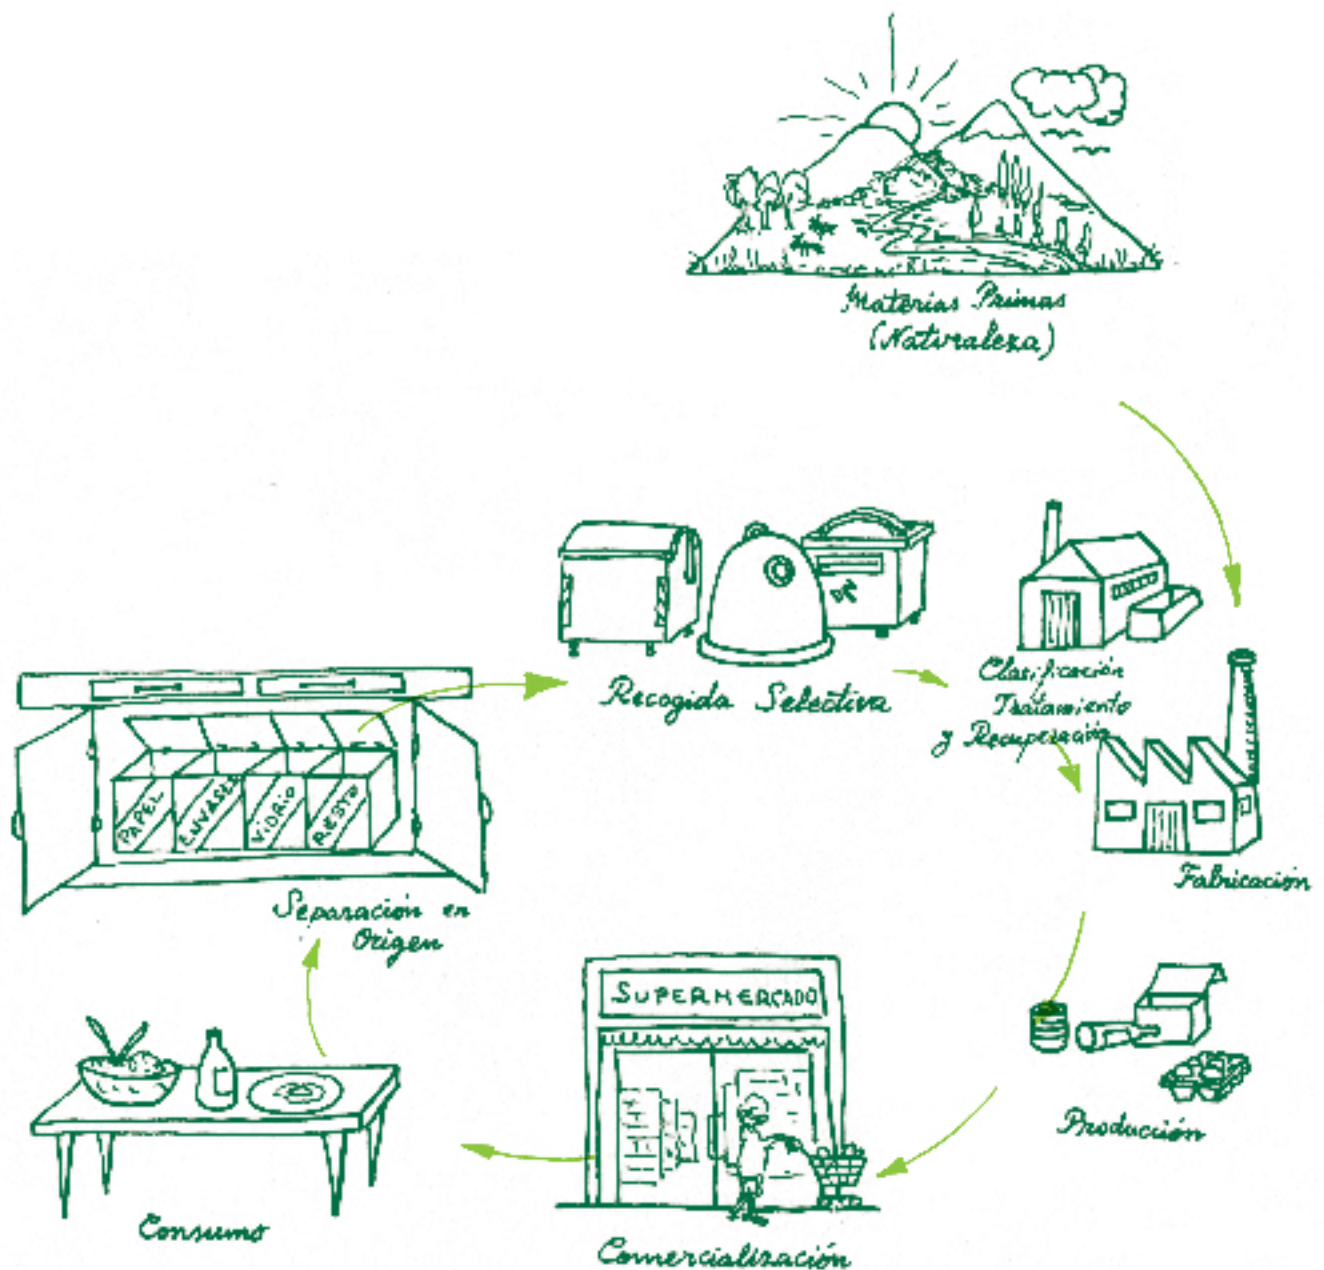 Materias Primas
(Naturaleza)
Recogida Selectiva
Clasificación
Tratamiento
y Recuperación
PAPEL
ENVASES
VIDRIO
RESTO
Fabricación
Separación en
Origen
SUPERMERCADO
Producción
Consumo
Comercialización